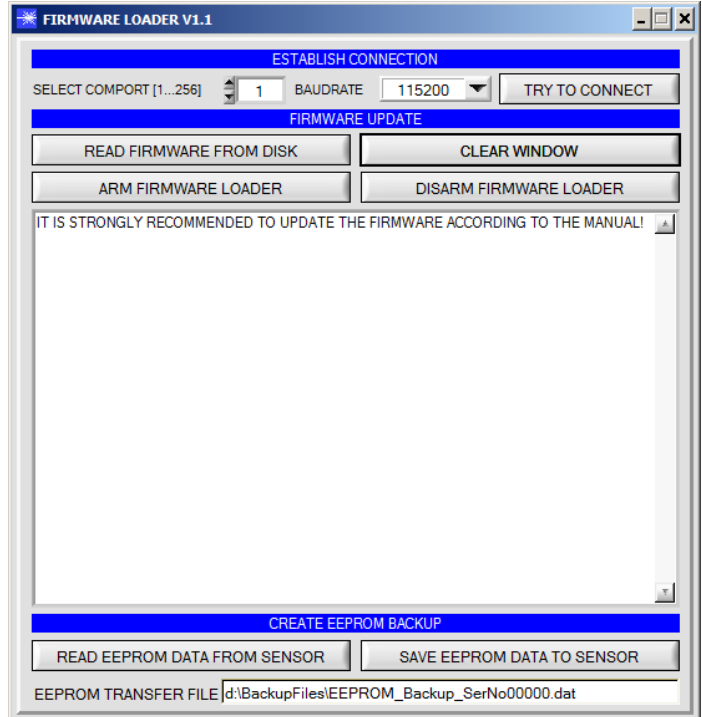 FIRMWARE LOADER V1.1
ESTABLISH CONNECTION
SELECT COMPORT [1...256] 1 BAUDRATE 115200 TRY TO CONNECT
FIRMWARE UPDATE
READ FIRMWARE FROM DISK CLEAR WINDOW
ARM FIRMWARE LOADER DISARM FIRMWARE LOADER
IT IS STRONGLY RECOMMENDED TO UPDATE THE FIRMWARE ACCORDING TO THE MANUAL!
CREATE EEPROM BACKUP
READ EEPROM DATA FROM SENSOR SAVE EEPROM DATA TO SENSOR
EEPROM TRANSFER FILE d:\BackupFiles\EEPROM_Backup_SerNo00000.dat